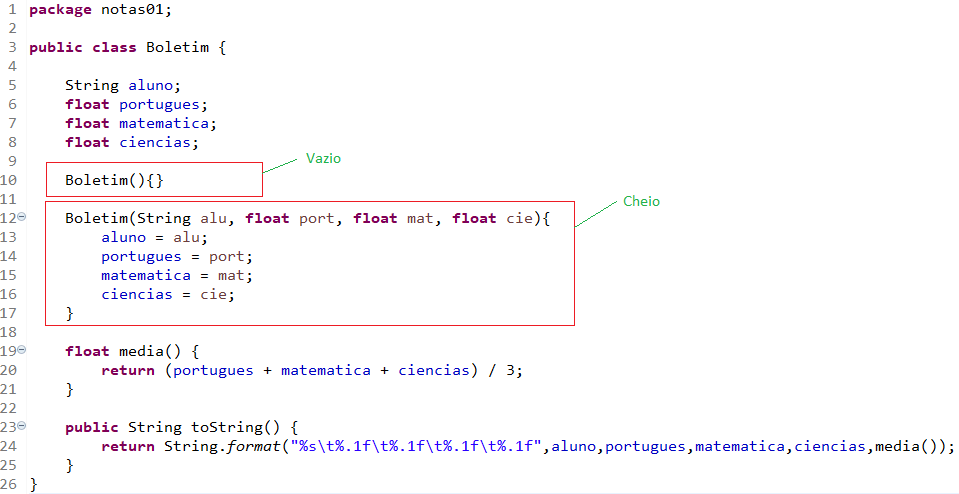 1 package notas01;
2
3 public class Boletim {
4
5 String aluno;
6 float portugues;
7 float matematica;
8 float ciencias;
9
Vazio
10 Boletim(){}
11
Cheio
12 Boletim(String alu, float port, float mat, float cie){
13 aluno = alu;
14 portugues = port;
15 matematica = mat;
16 ciencias = cie;
17 }
18
19 float media() {
20 return (portugues + matematica + ciencias) / 3;
21 }
22
23 public String toString() {
24 return String.format("%s\t%.1f\t%.1f\t%.1f\t%.1f",aluno,portugues,matematica,ciencias,media());
25 }
26 }